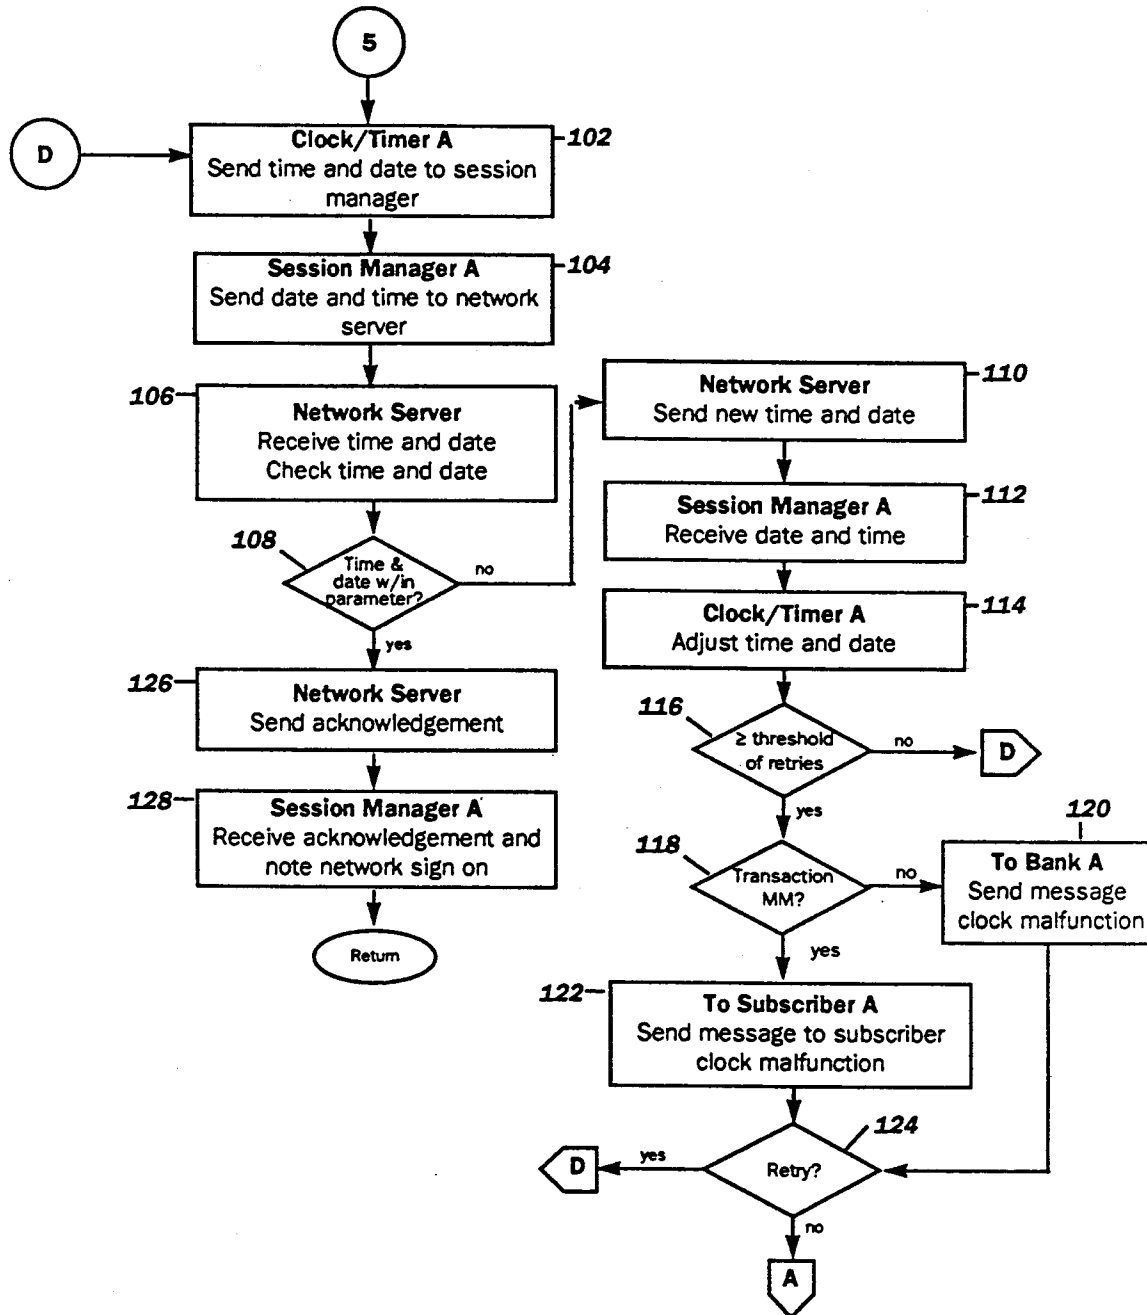 5
D
Clock/Timer A
102
Send time and date to session
manager
Session Manager A
104
Send date and time to network
server
106
Network Server
Receive time and date
Check time and date
108
Time &
date w/in
parameter?
no
yes
126
Network Server
Send acknowledgement
128
Session Manager A
Receive acknowledgement and
note network sign on
Return
Network Server
110
Send new time and date
Session Manager A
112
Receive date and time
Clock/Timer A
114
Adjust time and date
116
≥ threshold
of retries
no
D
yes
118
Transaction
MM?
no
120
To Bank A
Send message
clock malfunction
yes
122
To Subscriber A
Send message to subscriber
clock malfunction
124
Retry?
yes
D
no
A